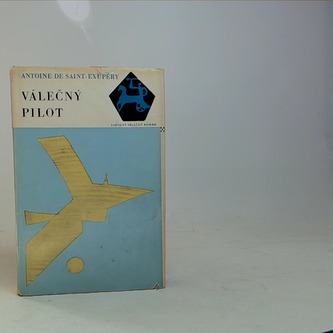 ANTOINE DE SAINT-EXUPÉRY
VÁLEČNÝ
PILOT